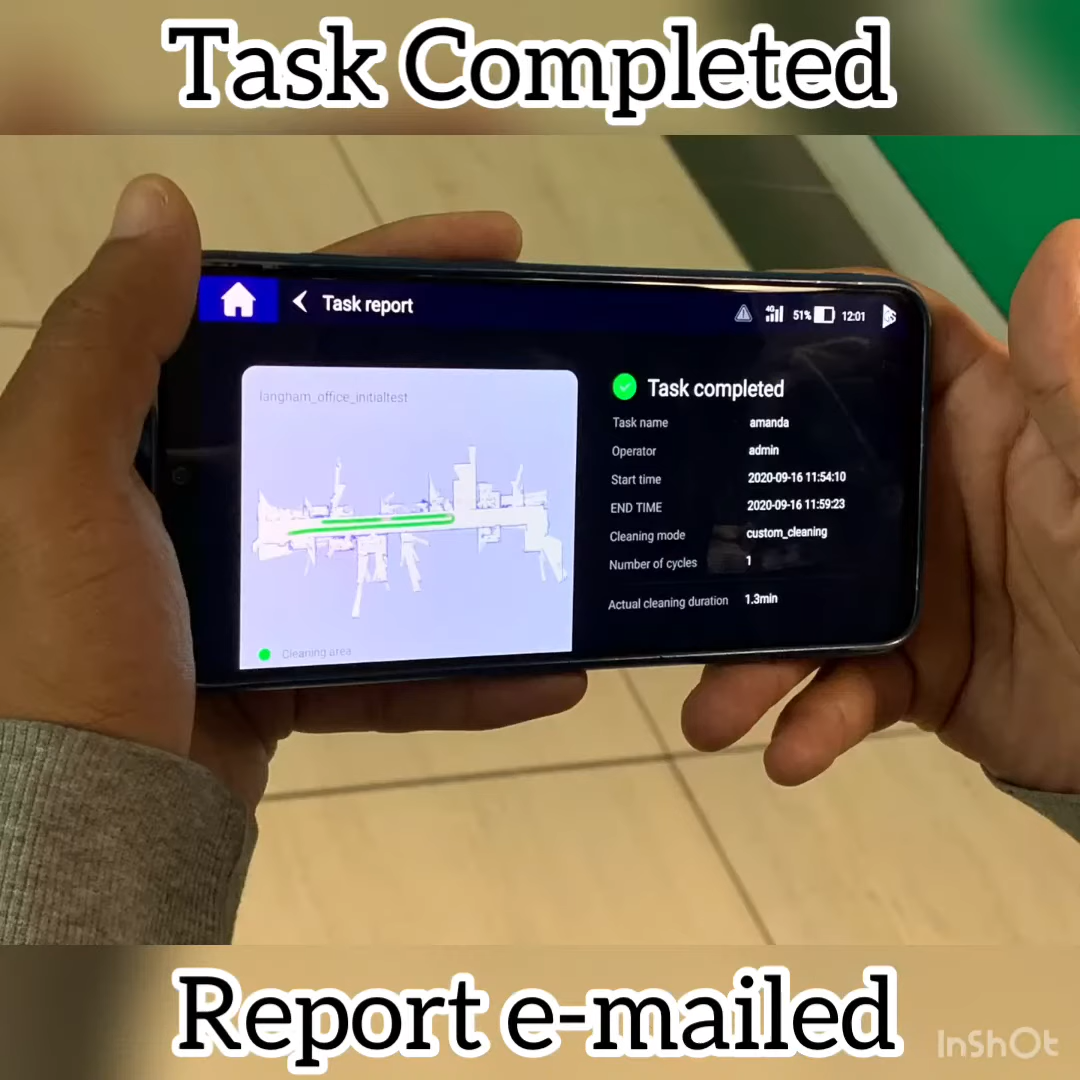 Task Completed
Task report
51%
12:01
langham_office_initialtest
Cleaning area
Task completed
Task name amanda
Operator admin
Start time 2020-09-16 11:54:10
END TIME 2020-09-16 11:59:23
Cleaning mode custom_cleaning
Number of cycles 1
Actual cleaning duration 1.3min
Report e-mailed
InShOt